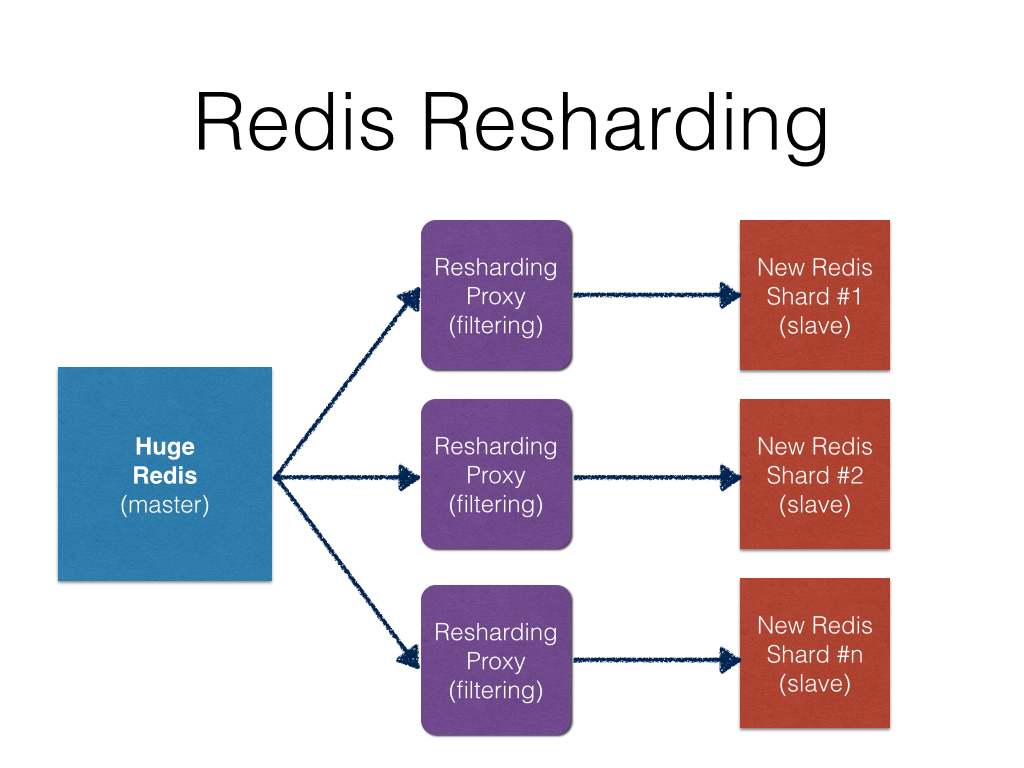 Redis Resharding
Resharding
Proxy
(filtering)
New Redis
Shard #1
(slave)
Huge
Redis
(master)
Resharding
Proxy
(filtering)
New Redis
Shard #2
(slave)
Resharding
Proxy
(filtering)
New Redis
Shard #n
(slave)